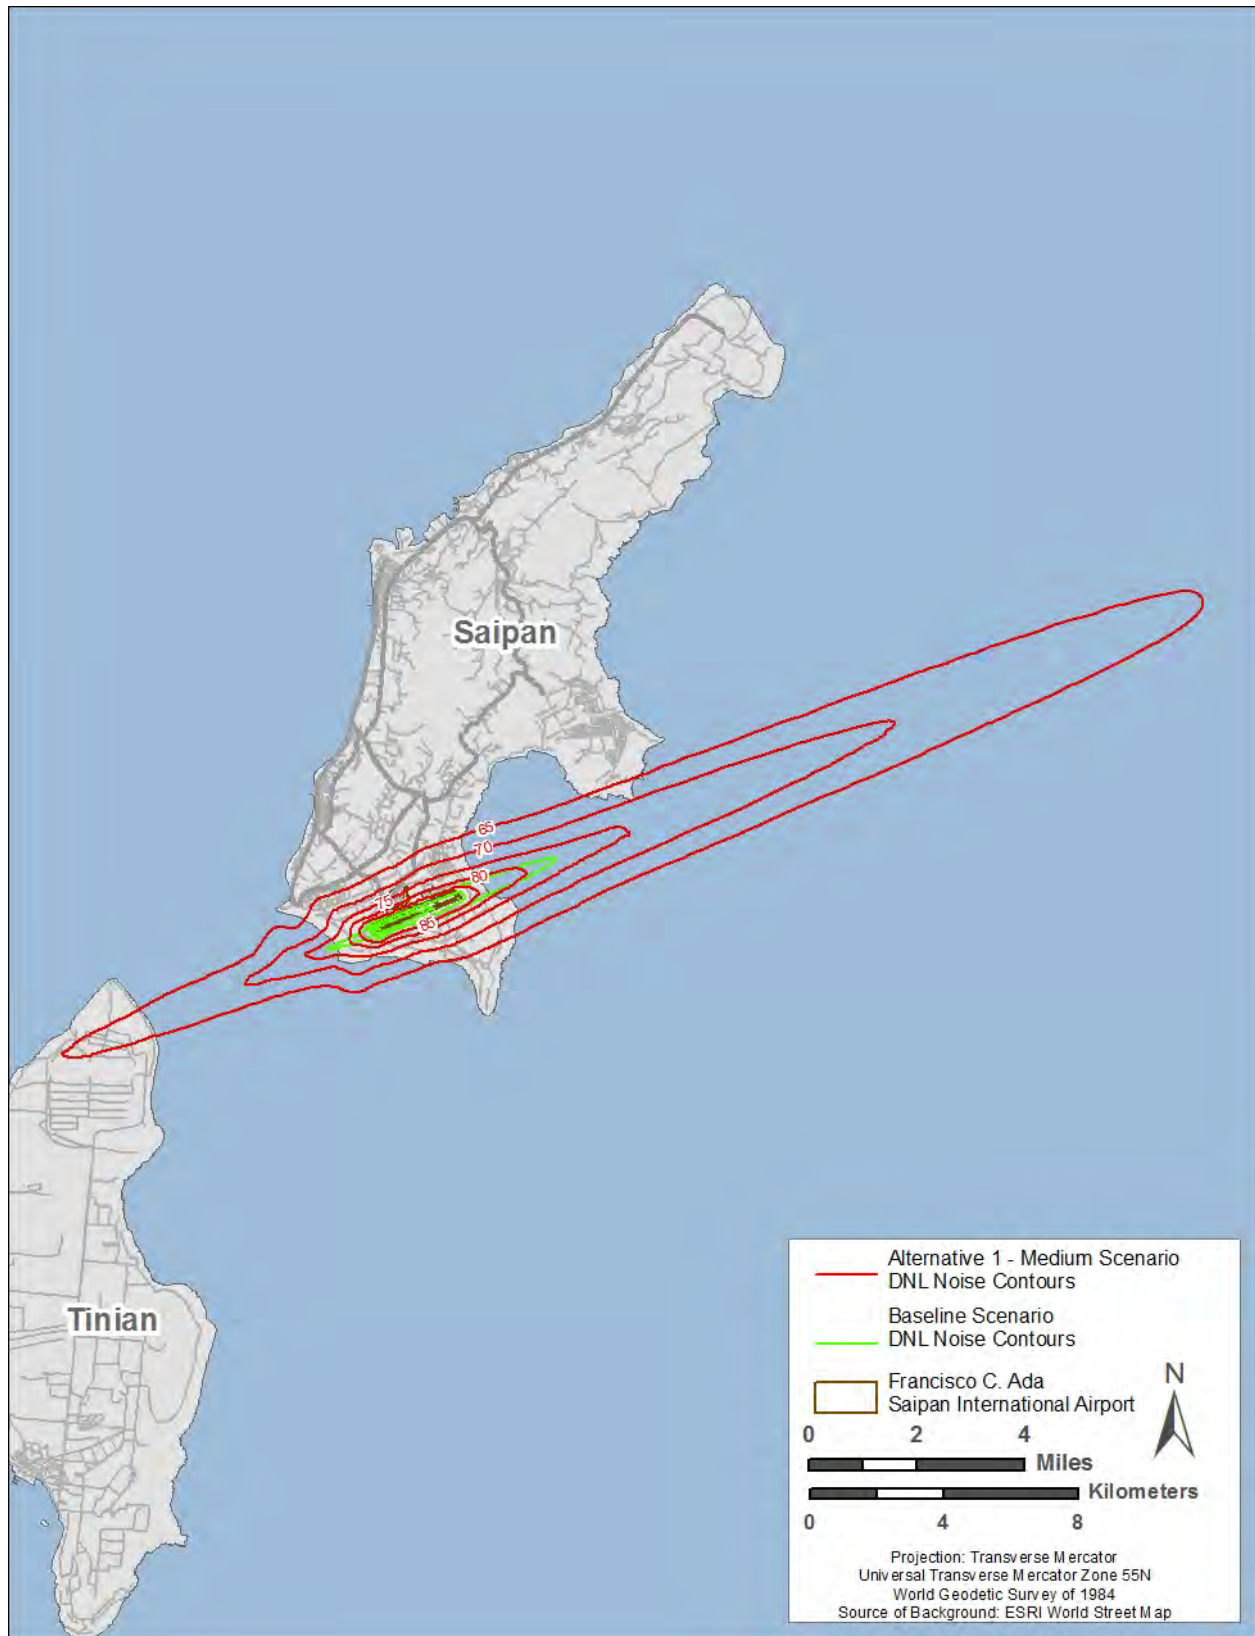 Saipan
65
70
80
75
85
Tinian
Alternative 1 - Medium Scenario
DNL Noise Contours
Baseline Scenario
DNL Noise Contours
Francisco C. Ada
Saipan International Airport
N
0 2 4
Miles
Kilometers
0 4 8
Projection: Transverse Mercator
Universal Transverse Mercator Zone 55N
World Geodetic Survey of 1984
Source of Background: ESRI World Street Map